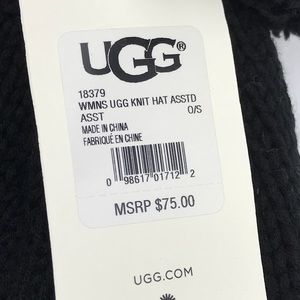 UGG®
18379
WMNS UGG KNIT HAT ASSTD
ASST O/S
MADE IN CHINA
FABRIQUÉ EN CHINE
0 98617 01712 2
MSRP $75.00
UGG.COM